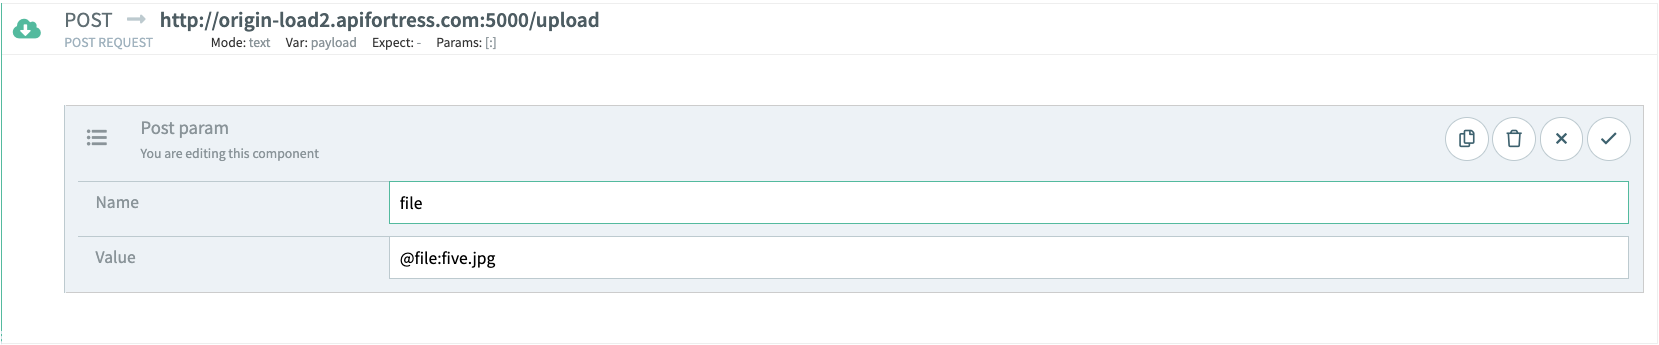 POST → http://origin-load2.apifortress.com:5000/upload
POST REQUEST Mode: text Var: payload Expect: - Params: [:]
Post param
You are editing this component
Name file
Value @file:five.jpg